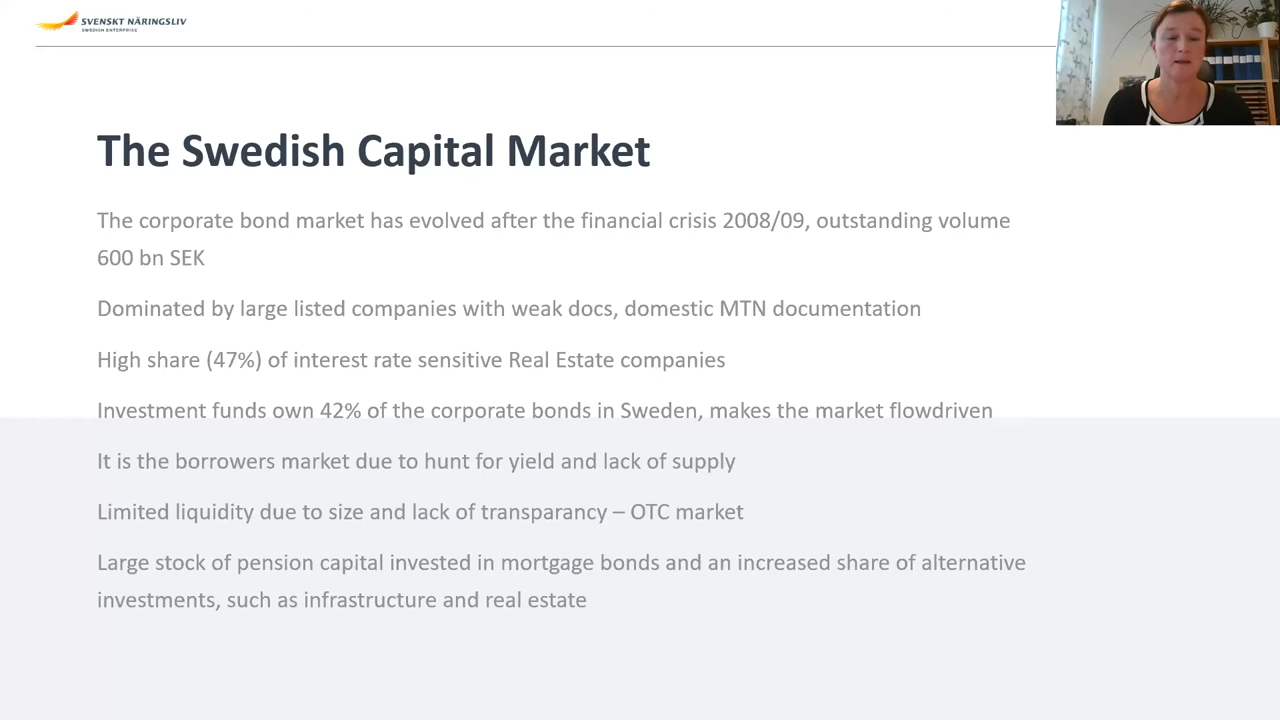 SVENSKT NÄRINGSLIV
SWEDISH ENTERPRISE
The Swedish Capital Market
The corporate bond market has evolved after the financial crisis 2008/09, outstanding volume
600 bn SEK
Dominated by large listed companies with weak docs, domestic MTN documentation
High share (47%) of interest rate sensitive Real Estate companies
Investment funds own 42% of the corporate bonds in Sweden, makes the market flowdriven
It is the borrowers market due to hunt for yield and lack of supply
Limited liquidity due to size and lack of transparancy – OTC market
Large stock of pension capital invested in mortgage bonds and an increased share of alternative
investments, such as infrastructure and real estate